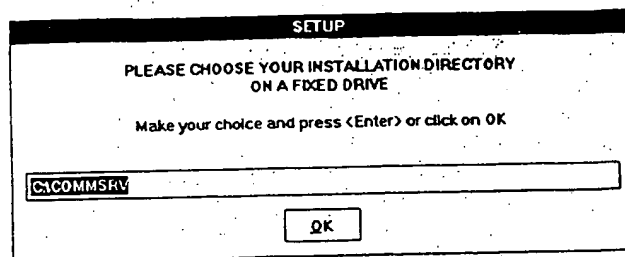 SETUP
PLEASE CHOOSE YOUR INSTALLATION DIRECTORY
ON A FIXED DRIVE
Make your choice and press <Enter> or click on OK
C:\COMMSRV
OK